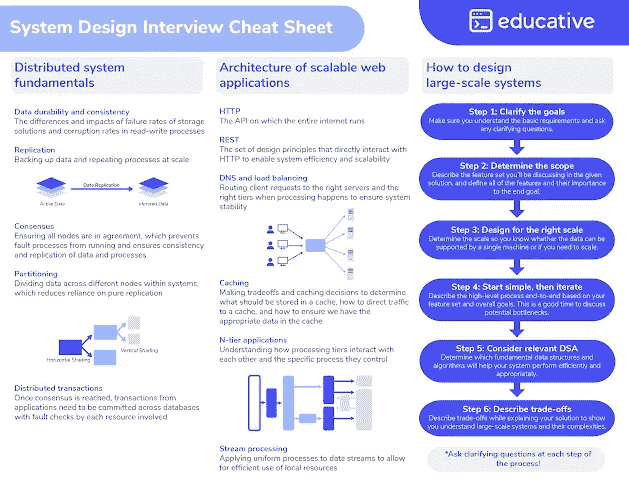 System Design Interview Cheat Sheet
educative
Distributed system
fundamentals
Data durability and consistency
The differences and impacts of failure rates of storage
solutions and corruption rates in read-write processes
Replication
Backing up data and repeating processes at scale
Data Replication
Active Data
Mirrored Data
Consensus
Ensuring all nodes are in agreement, which prevents
fault processes from running and ensures consistency
and replication of data and processes
Partitioning
Dividing data across different nodes within systems,
which reduces reliance on pure replication
Horizontal Sharding
Vertical Sharding
Distributed transactions
Once consensus is reached, transactions from
applications need to be committed across databases
with fault checks by each resource involved
Architecture of scalable web
applications
HTTP
The API on which the entire internet runs
REST
The set of design principles that directly interact with
HTTP to enable system efficiency and scalability
DNS and load balancing
Routing client requests to the right servers and the
right tiers when processing happens to ensure system
stability
Caching
Making tradeoffs and caching decisions to determine
what should be stored in a cache, how to direct traffic
to a cache, and how to ensure we have the
appropriate data in the cache
N-tier applications
Understanding how processing tiers interact with
each other and the specific process they control
Stream processing
Applying uniform processes to data streams to allow
for efficient use of local resources
How to design
large-scale systems
Step 1: Clarify the goals
Make sure you understand the basic requirements and ask
any clarifying questions.
Step 2: Determine the scope
Describe the feature set you'll be discussing in the given
solution, and define all of the features and their importance
to the end goal.
Step 3: Design for the right scale
Determine the scale so you know whether the data can be
supported by a single machine or if you need to scale.
Step 4: Start simple, then iterate
Describe the high-level process end-to-end based on your
feature set and overall goals. This is a good time to discuss
potential bottlenecks.
Step 5: Consider relevant DSA
Determine which fundamental data structures and
algorithms will help your system perform efficiently and
appropriately.
Step 6: Describe trade-offs
Describe trade-offs while explaining your solution to show
you understand large-scale systems and their complexities.
*Ask clarifying questions at each step of
the process!